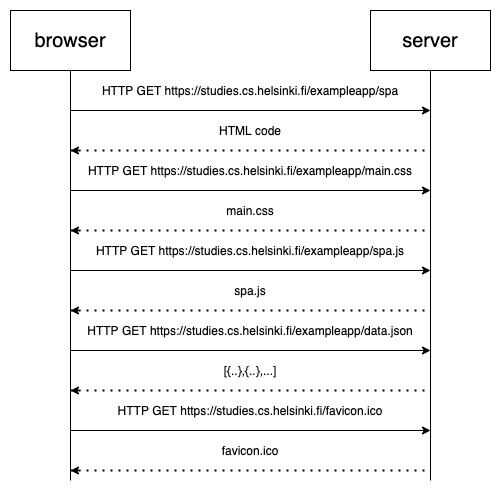 browser
server
HTTP GET https://studies.cs.helsinki.fi/exampleapp/spa
HTML code
HTTP GET https://studies.cs.helsinki.fi/exampleapp/main.css
main.css
HTTP GET https://studies.cs.helsinki.fi/exampleapp/spa.js
spa.js
HTTP GET https://studies.cs.helsinki.fi/exampleapp/data.json
[{..},{..},...]
HTTP GET https://studies.cs.helsinki.fi/favicon.ico
favicon.ico